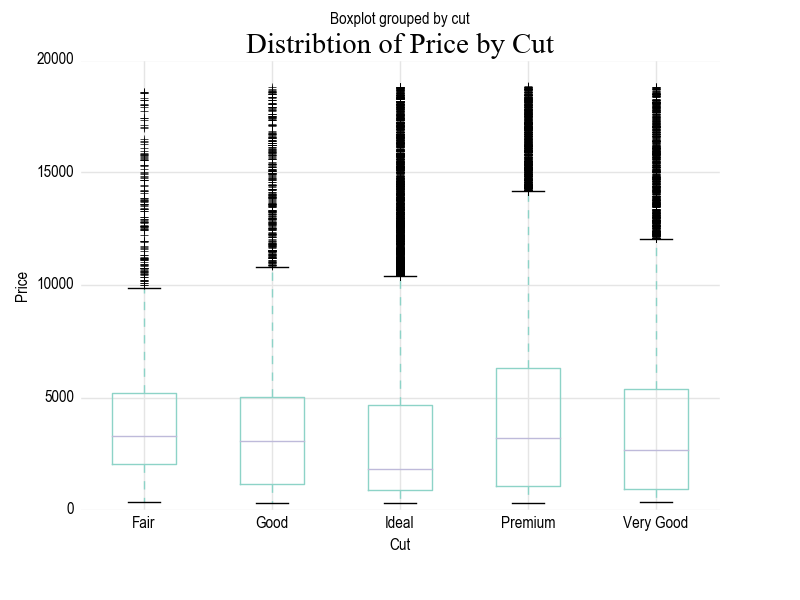 Boxplot grouped by cut
Distribtion of Price by Cut
20000
15000
10000
5000
0
Price
Fair Good Ideal Premium Very Good
Cut